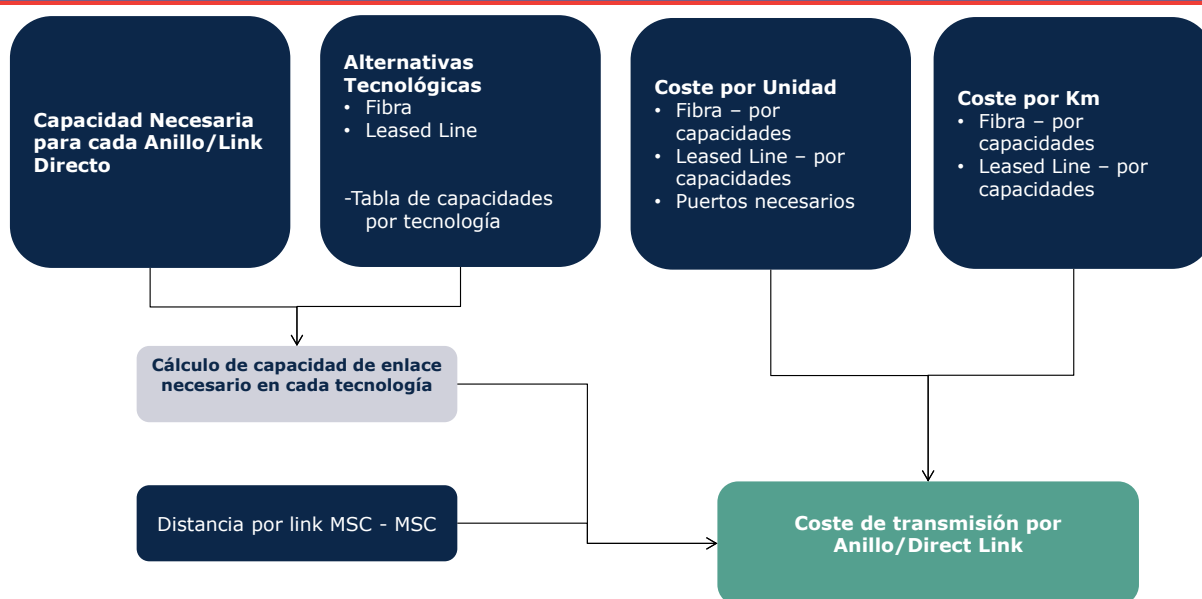 Capacidad Necesaria
para cada Anillo/Link
Directo
Alternativas
Tecnológicas
• Fibra
• Leased Line
-Tabla de capacidades
por tecnología
Coste por Unidad
• Fibra – por
capacidades
• Leased Line – por
capacidades
• Puertos necesarios
Coste por Km
• Fibra – por
capacidades
• Leased Line – por
capacidades
Cálculo de capacidad de enlace
necesario en cada tecnología
Distancia por link MSC - MSC
Coste de transmisión por
Anillo/Direct Link